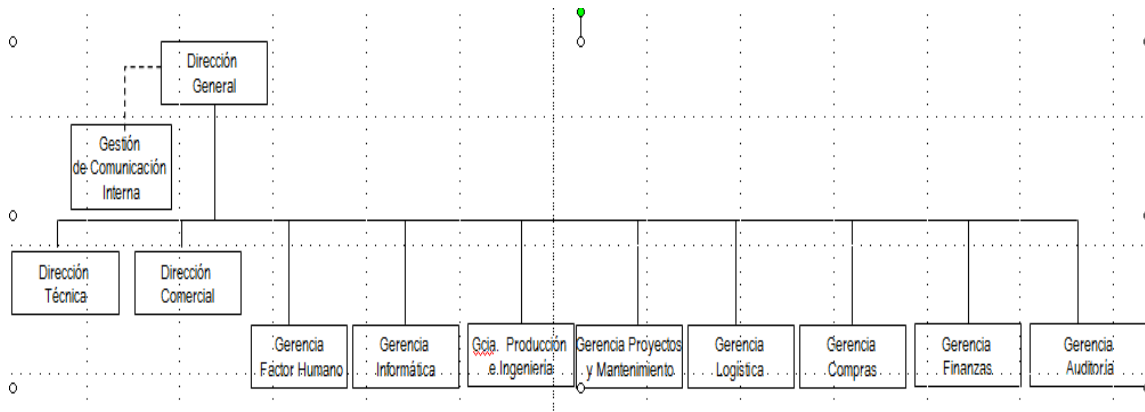 Dirección
General
Gestión
de Comunicación
Interna
Dirección
Técnica
Dirección
Comercial
Gerencia
Factor Humano
Gerencia
Informática
Gcia. Producción
e Ingeniería
Gerencia Proyectos
y Mantenimiento
Gerencia
Logística
Gerencia
Compras
Gerencia
Finanzas
Gerencia
Auditoría